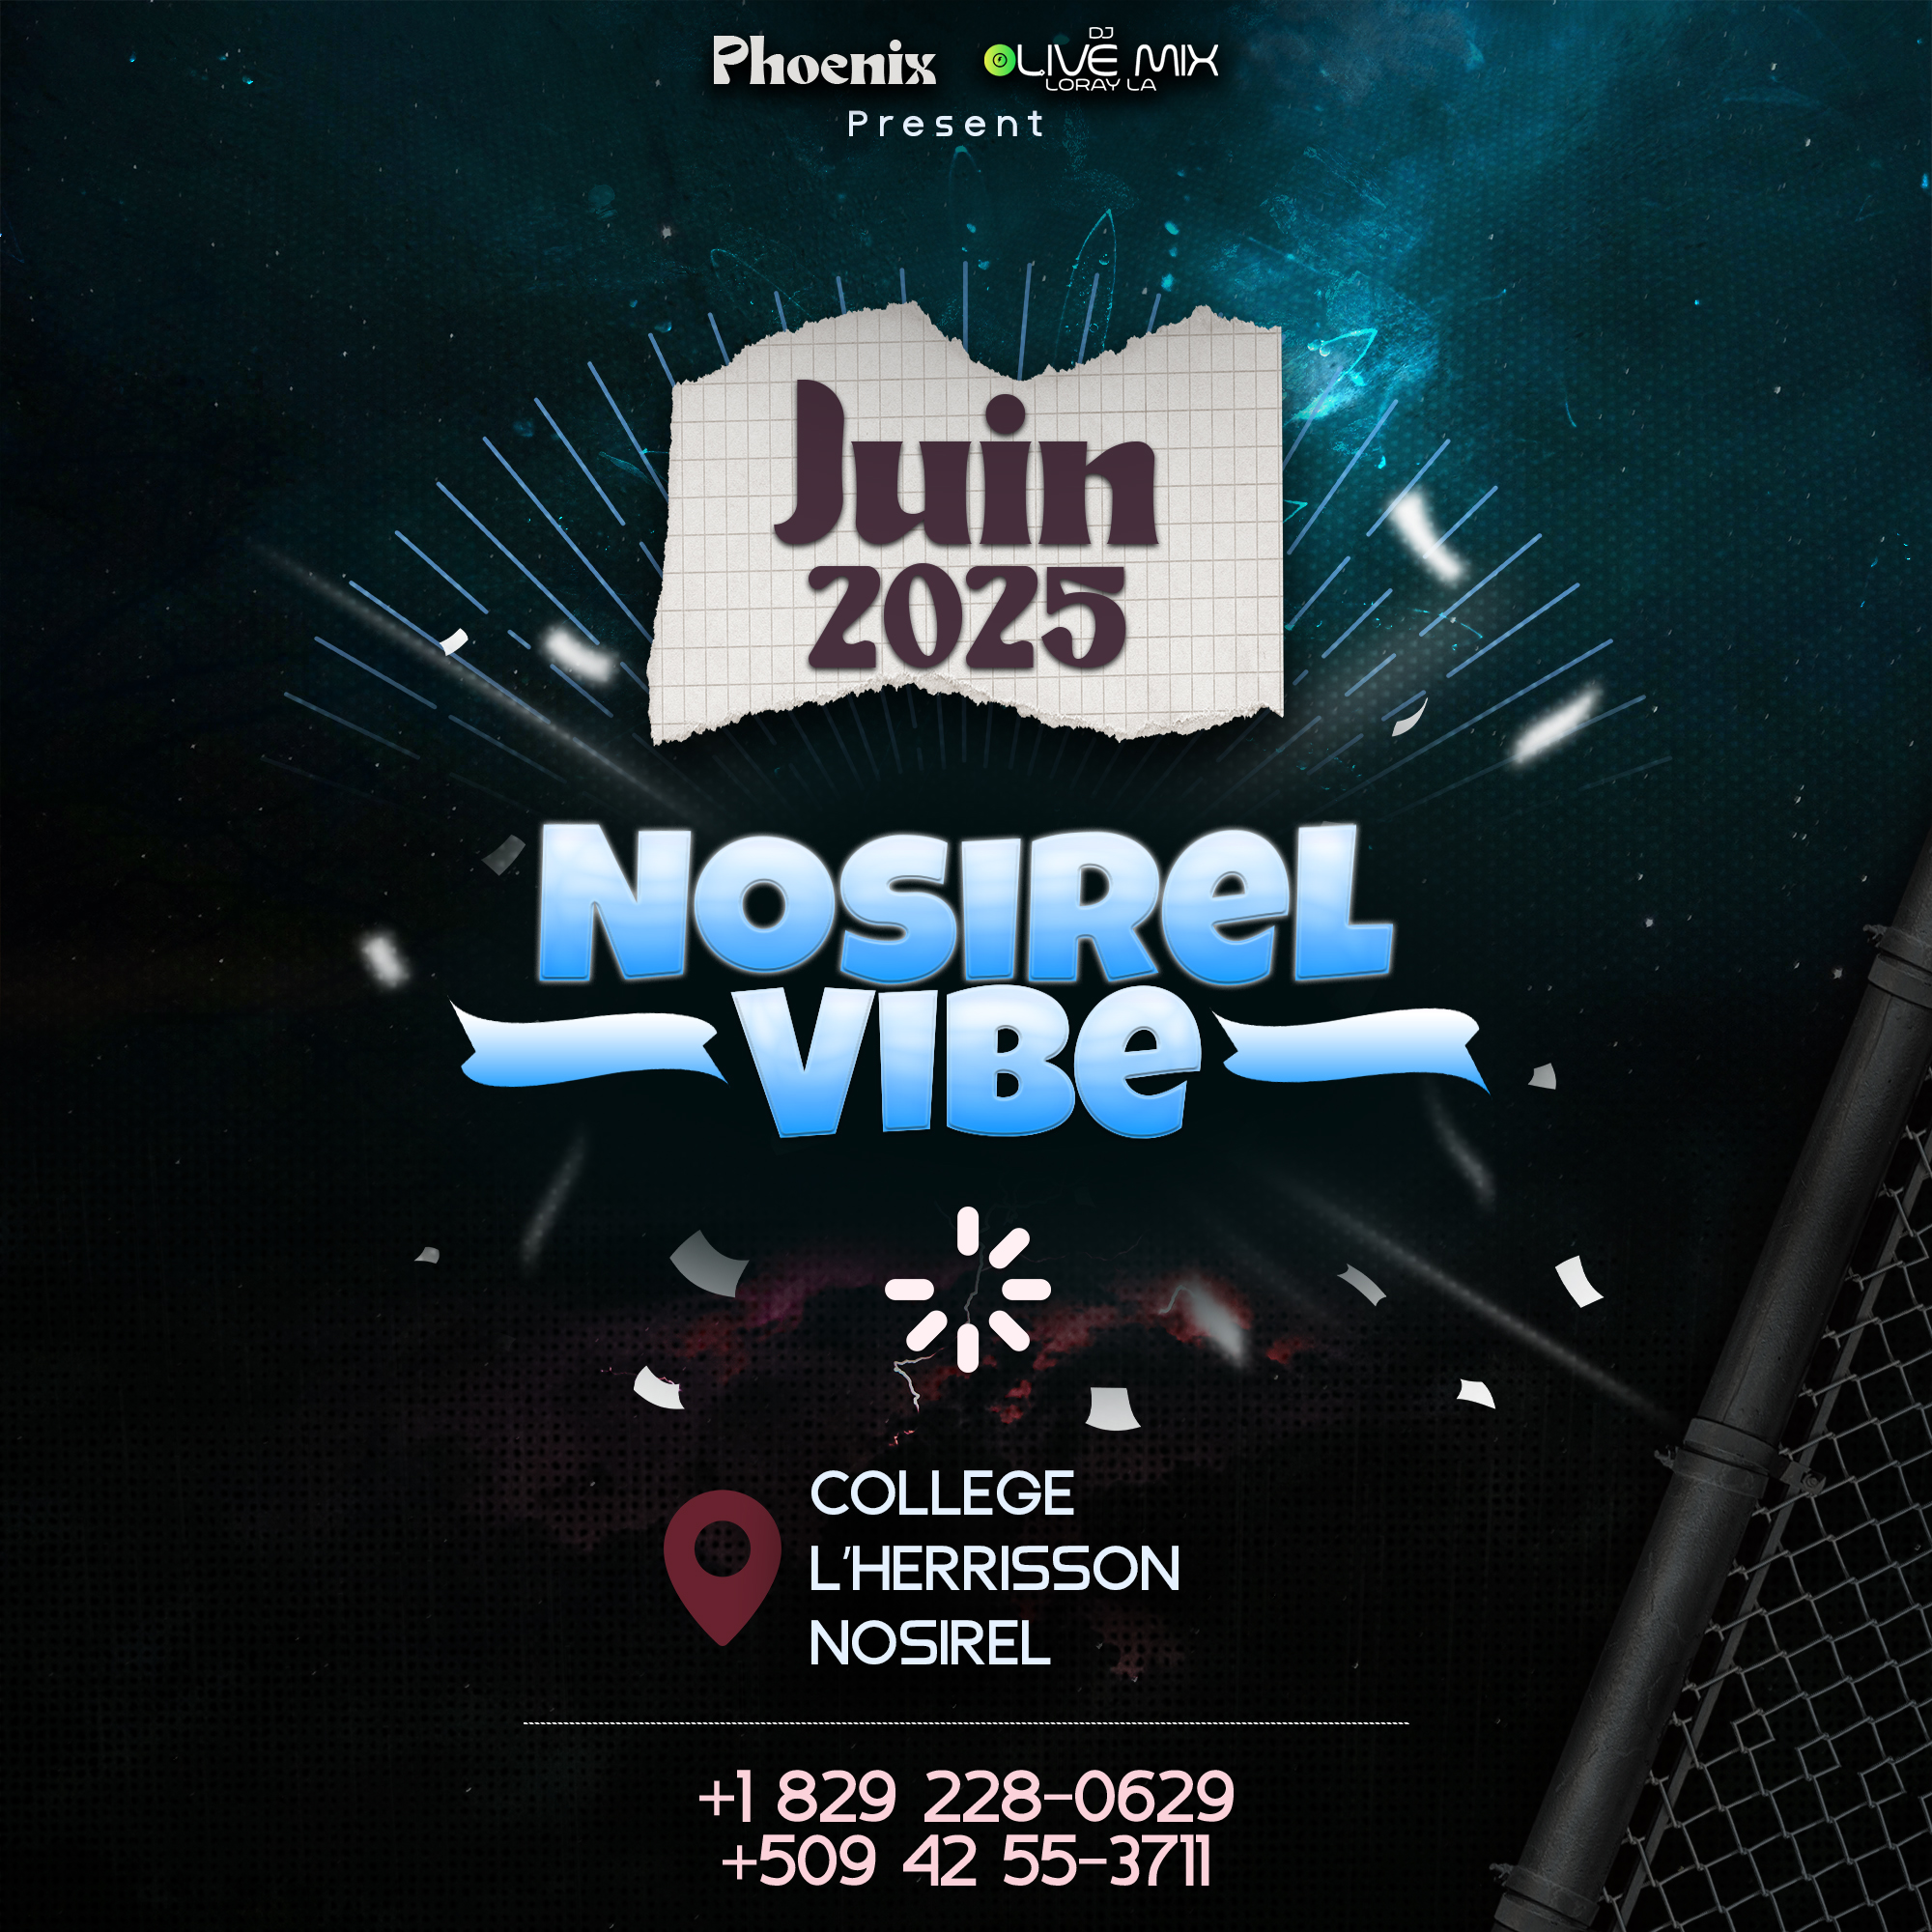 Phoenix
DJ
OLIVE MIX
LORAY LA
Present
Juin
2025
NOSIREL
VIBE
COLLEGE
L'HERRISSON
NOSIREL
+1 829 228-0629
+509 42 55-3711